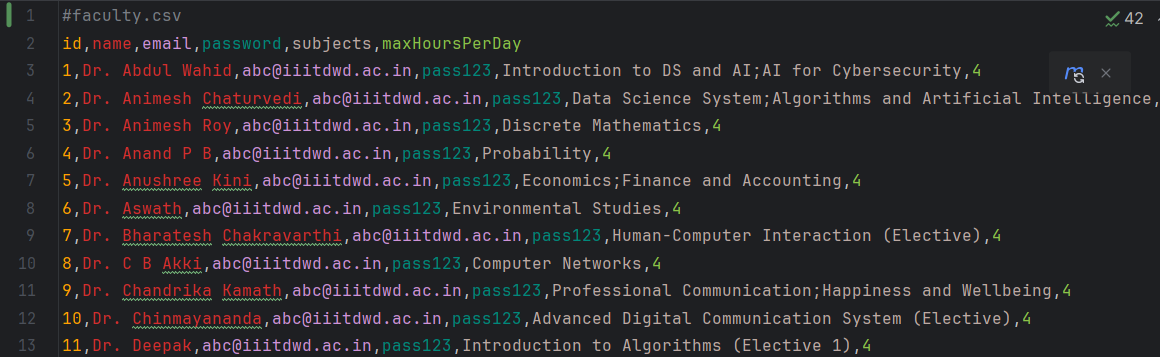 1 #faculty.csv 42
2 id,name,email,password,subjects,maxHoursPerDay
3 1,Dr. Abdul Wahid,abc@iiitdwd.ac.in,pass123,Introduction to DS and AI;AI for Cybersecurity,4
4 2,Dr. Animesh Chaturvedi,abc@iiitdwd.ac.in,pass123,Data Science System;Algorithms and Artificial Intelligence,
5 3,Dr. Animesh Roy,abc@iiitdwd.ac.in,pass123,Discrete Mathematics,4
6 4,Dr. Anand P B,abc@iiitdwd.ac.in,pass123,Probability,4
7 5,Dr. Anushree Kini,abc@iiitdwd.ac.in,pass123,Economics;Finance and Accounting,4
8 6,Dr. Aswath,abc@iiitdwd.ac.in,pass123,Environmental Studies,4
9 7,Dr. Bharatesh Chakravarthi,abc@iiitdwd.ac.in,pass123,Human-Computer Interaction (Elective),4
10 8,Dr. C B Akki,abc@iiitdwd.ac.in,pass123,Computer Networks,4
11 9,Dr. Chandrika Kamath,abc@iiitdwd.ac.in,pass123,Professional Communication;Happiness and Wellbeing,4
12 10,Dr. Chinmayananda,abc@iiitdwd.ac.in,pass123,Advanced Digital Communication System (Elective),4
13 11,Dr. Deepak,abc@iiitdwd.ac.in,pass123,Introduction to Algorithms (Elective 1),4